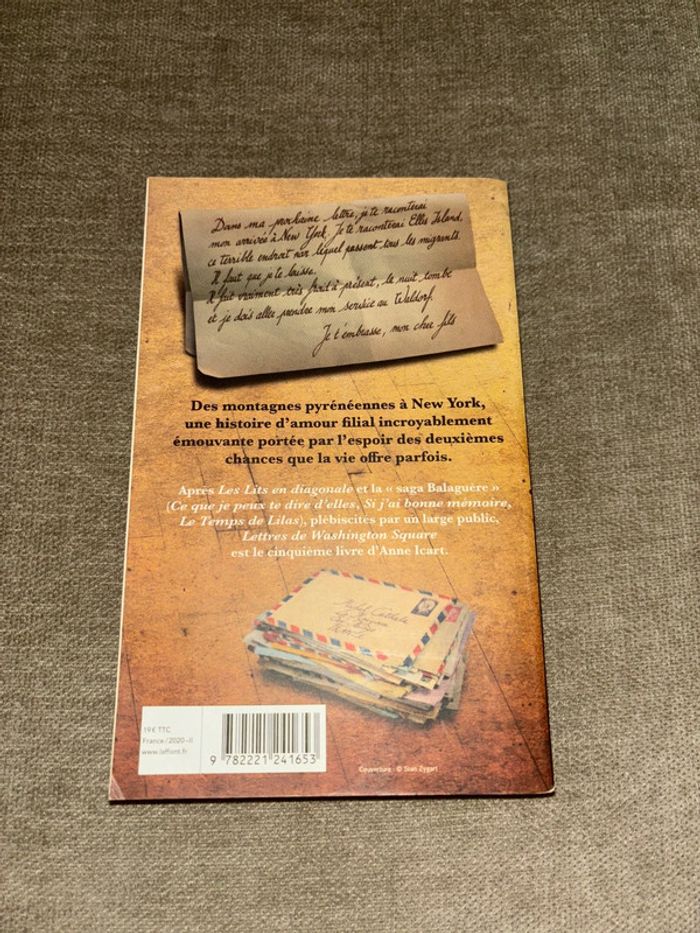 Dans ma prochaine lettre, je te raconterai
mon arrivée à New York. Je te raconterai Ellis Island,
ce terrible endroit par lequel passent tous les migrants.
Il faut que je te laisse.
Il fait vraiment très froid à présent, la nuit tombe
et je dois aller prendre mon service au Waldorf.
Je t'embrasse, mon cher fils
Des montagnes pyrénéennes à New York,
une histoire d'amour filial incroyablement
émouvante portée par l'espoir des deuxièmes
chances que la vie offre parfois.
Après Les Lits en diagonale et la « saga Balaguère »
(Ce que je peux te dire d'elles, Si j'ai bonne mémoire,
Le Temps de Lilas), plébiscités par un large public,
Lettres de Washington Square
est le cinquième livre d'Anne Icart.
19 € TTC
France / 2020-II
www.laffont.fr
9 782221 241653
Couverture : © Stan Zygart